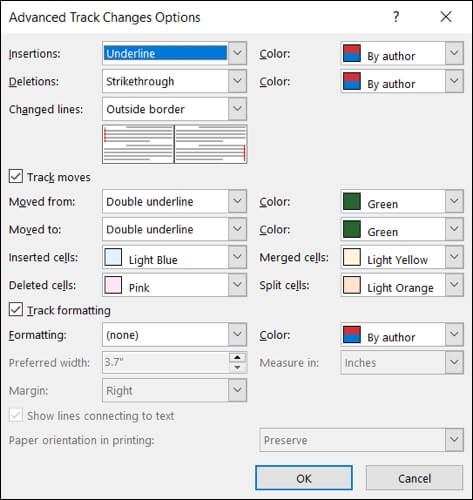 Advanced Track Changes Options ? ×
Insertions: Underline Color: By author
Deletions: Strikethrough Color: By author
Changed lines: Outside border
Track moves
Moved from: Double underline Color: Green
Moved to: Double underline Color: Green
Inserted cells: Light Blue Merged cells: Light Yellow
Deleted cells: Pink Split cells: Light Orange
Track formatting
Formatting: (none) Color: By author
Preferred width: 3.7" Measure in: Inches
Margin: Right
Show lines connecting to text
Paper orientation in printing: Preserve
OK Cancel